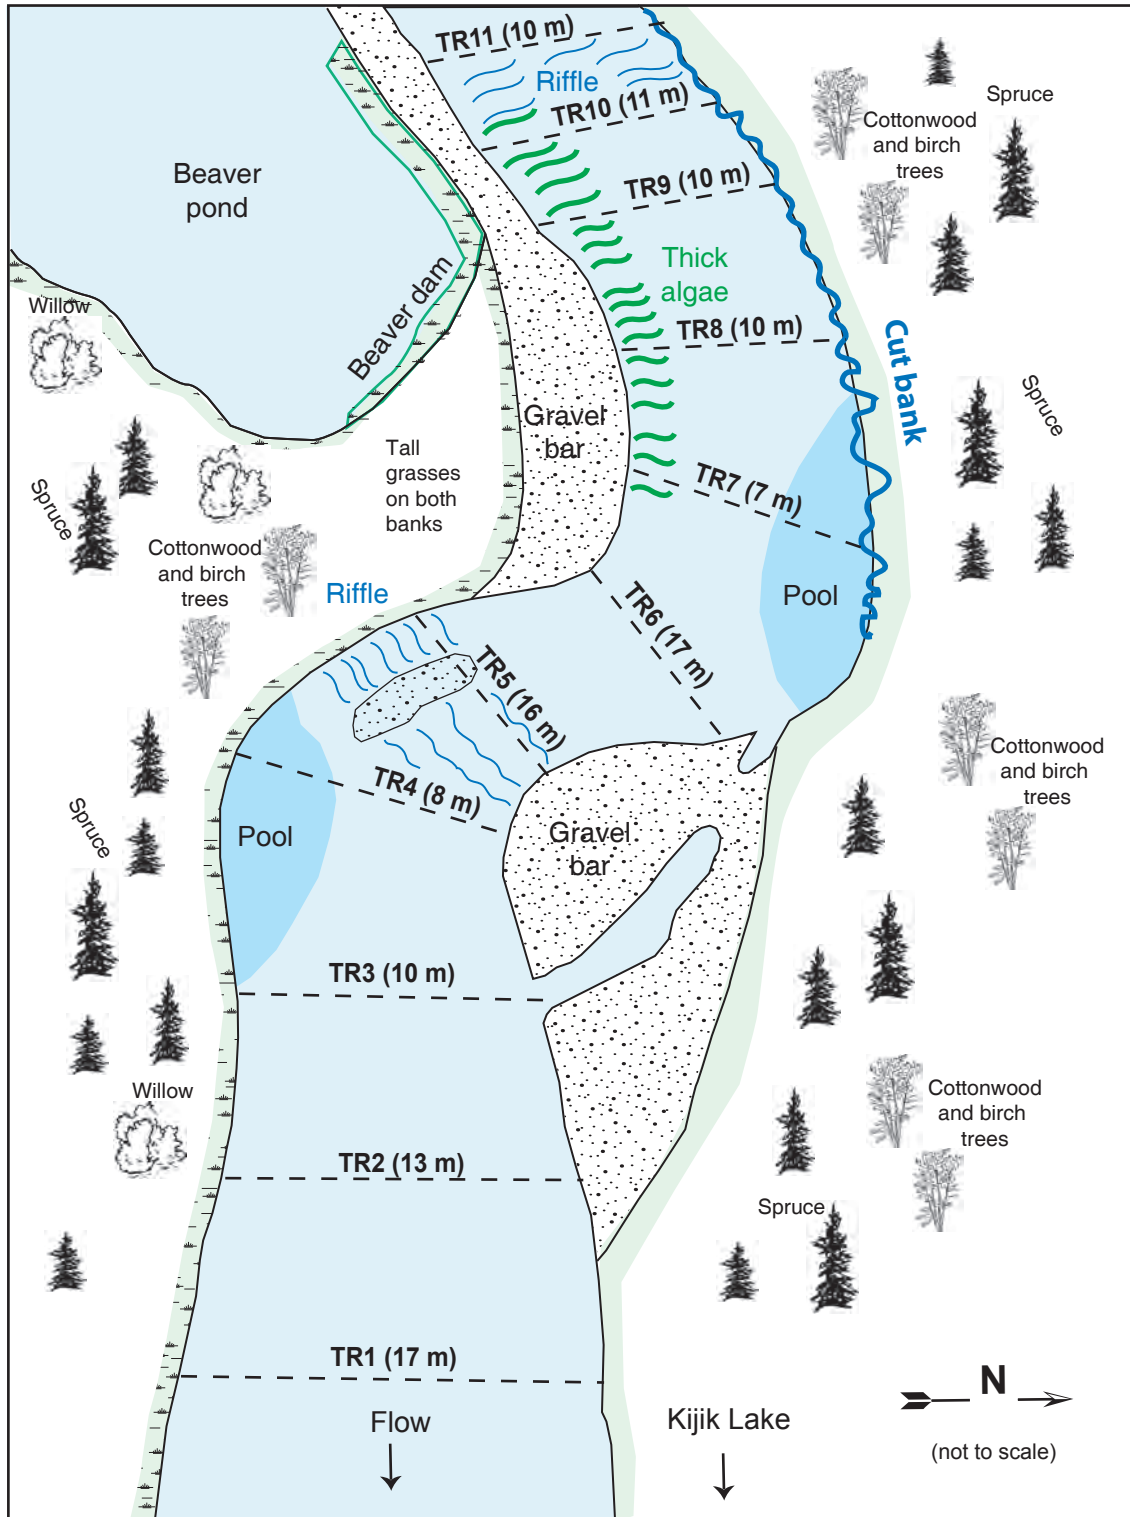 TR11 (10 m)
Riffle
TR10 (11 m)
Spruce
Cottonwood
and birch
trees
Beaver
pond
TR9 (10 m)
Thick
algae
Willow
Beaver dam
TR8 (10 m)
Cut bank
Spruce
Gravel
bar
Tall
grasses
on both
banks
TR7 (7 m)
Spruce
Cottonwood
and birch
trees
Riffle
Pool
TR6 (17 m)
TR5 (16 m)
Cottonwood
and birch
trees
TR4 (8 m)
Spruce
Pool
Gravel
bar
TR3 (10 m)
Willow
Cottonwood
and birch
trees
TR2 (13 m)
Spruce
TR1 (17 m)
N
Flow
Kijik Lake
(not to scale)